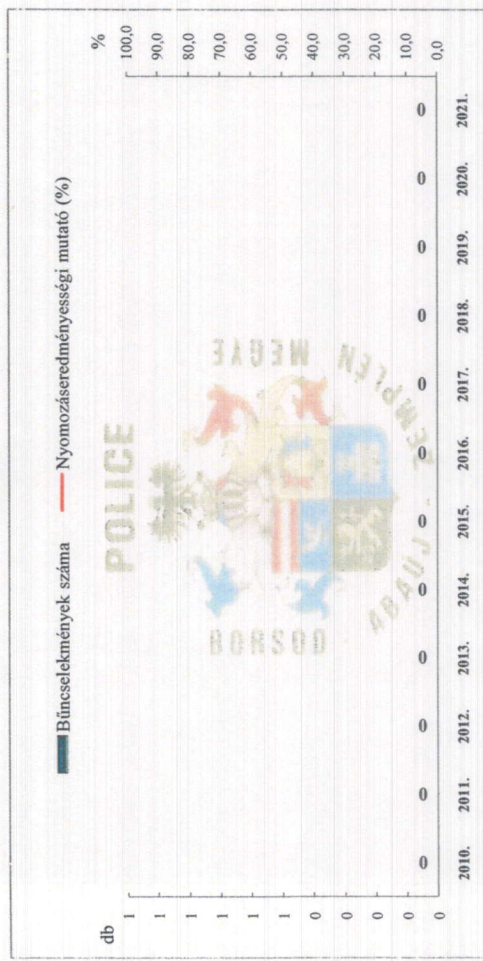 Bűncselekmények száma Nyomozáseredményességi mutató (%)
db %
1 100,0
1 90,0
1 80,0
1 70,0
1 60,0
1 50,0
0 40,0
0 30,0
0 20,0
0 10,0
0 0,0
0 0 0 0 0 0 0 0 0 0 0 0
2010. 2011. 2012. 2013. 2014. 2015. 2016. 2017. 2018. 2019. 2020. 2021.
POLICE
BORSOD
ABAUJ
ZEMPLÉN
MEGYE